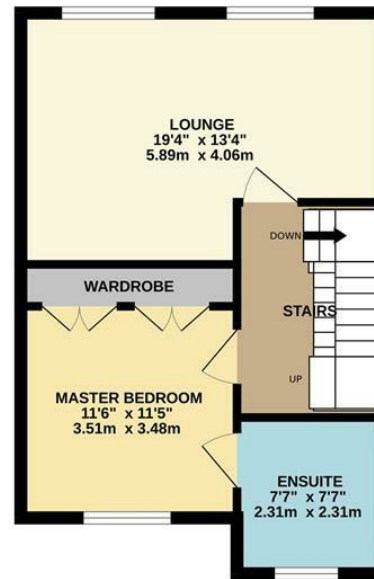 LOUNGE
19'4" x 13'4"
5.89m x 4.06m
DOWN
WARDROBE
STAIRS
UP
MASTER BEDROOM
11'6" x 11'5"
3.51m x 3.48m
ENSUITE
7'7" x 7'7"
2.31m x 2.31m